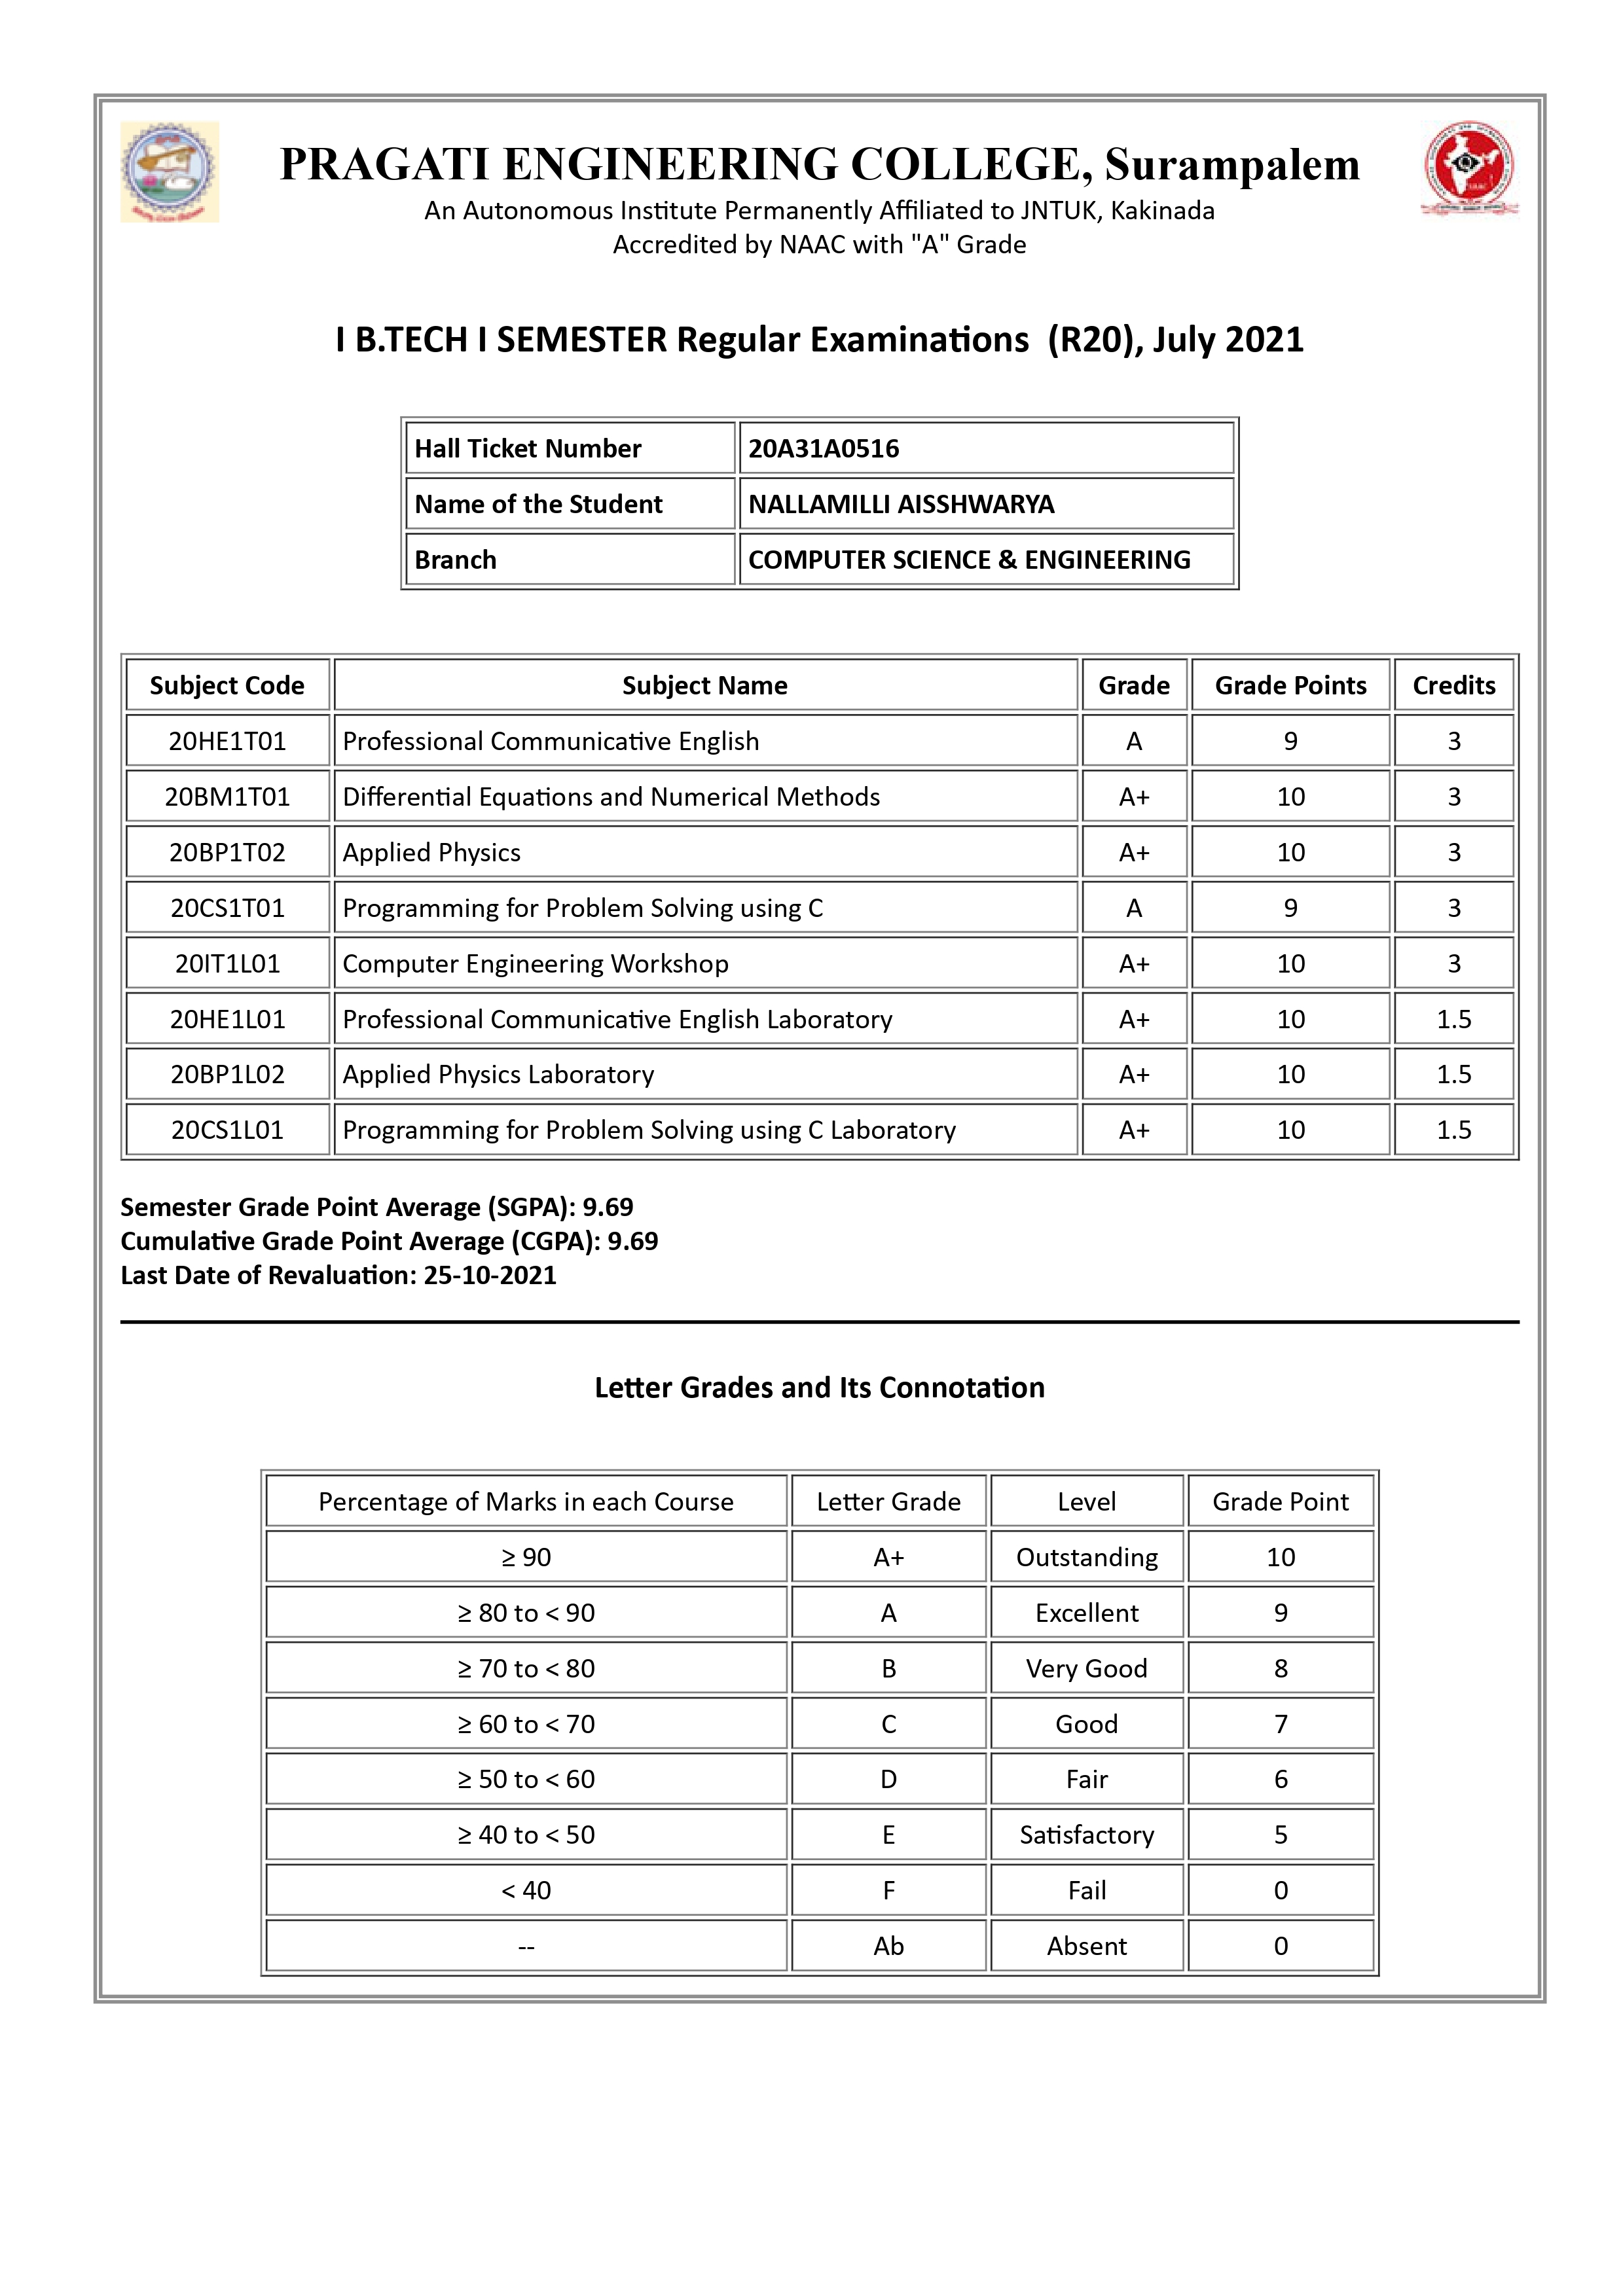 PRAGATI ENGINEERING COLLEGE, Surampalem
An Autonomous Institute Permanently Affiliated to JNTUK, Kakinada
Accredited by NAAC with "A" Grade
I B.TECH I SEMESTER Regular Examinations (R20), July 2021
Hall Ticket Number 20A31A0516
Name of the Student NALLAMILLI AISSHWARYA
Branch COMPUTER SCIENCE & ENGINEERING
Subject Code Subject Name Grade Grade Points Credits
20HE1T01 Professional Communicative English A 9 3
20BM1T01 Differential Equations and Numerical Methods A+ 10 3
20BP1T02 Applied Physics A+ 10 3
20CS1T01 Programming for Problem Solving using C A 9 3
20IT1L01 Computer Engineering Workshop A+ 10 3
20HE1L01 Professional Communicative English Laboratory A+ 10 1.5
20BP1L02 Applied Physics Laboratory A+ 10 1.5
20CS1L01 Programming for Problem Solving using C Laboratory A+ 10 1.5
Semester Grade Point Average (SGPA): 9.69
Cumulative Grade Point Average (CGPA): 9.69
Last Date of Revaluation: 25-10-2021
Letter Grades and Its Connotation
Percentage of Marks in each Course Letter Grade Level Grade Point
≥ 90 A+ Outstanding 10
≥ 80 to < 90 A Excellent 9
≥ 70 to < 80 B Very Good 8
≥ 60 to < 70 C Good 7
≥ 50 to < 60 D Fair 6
≥ 40 to < 50 E Satisfactory 5
< 40 F Fail 0
-- Ab Absent 0